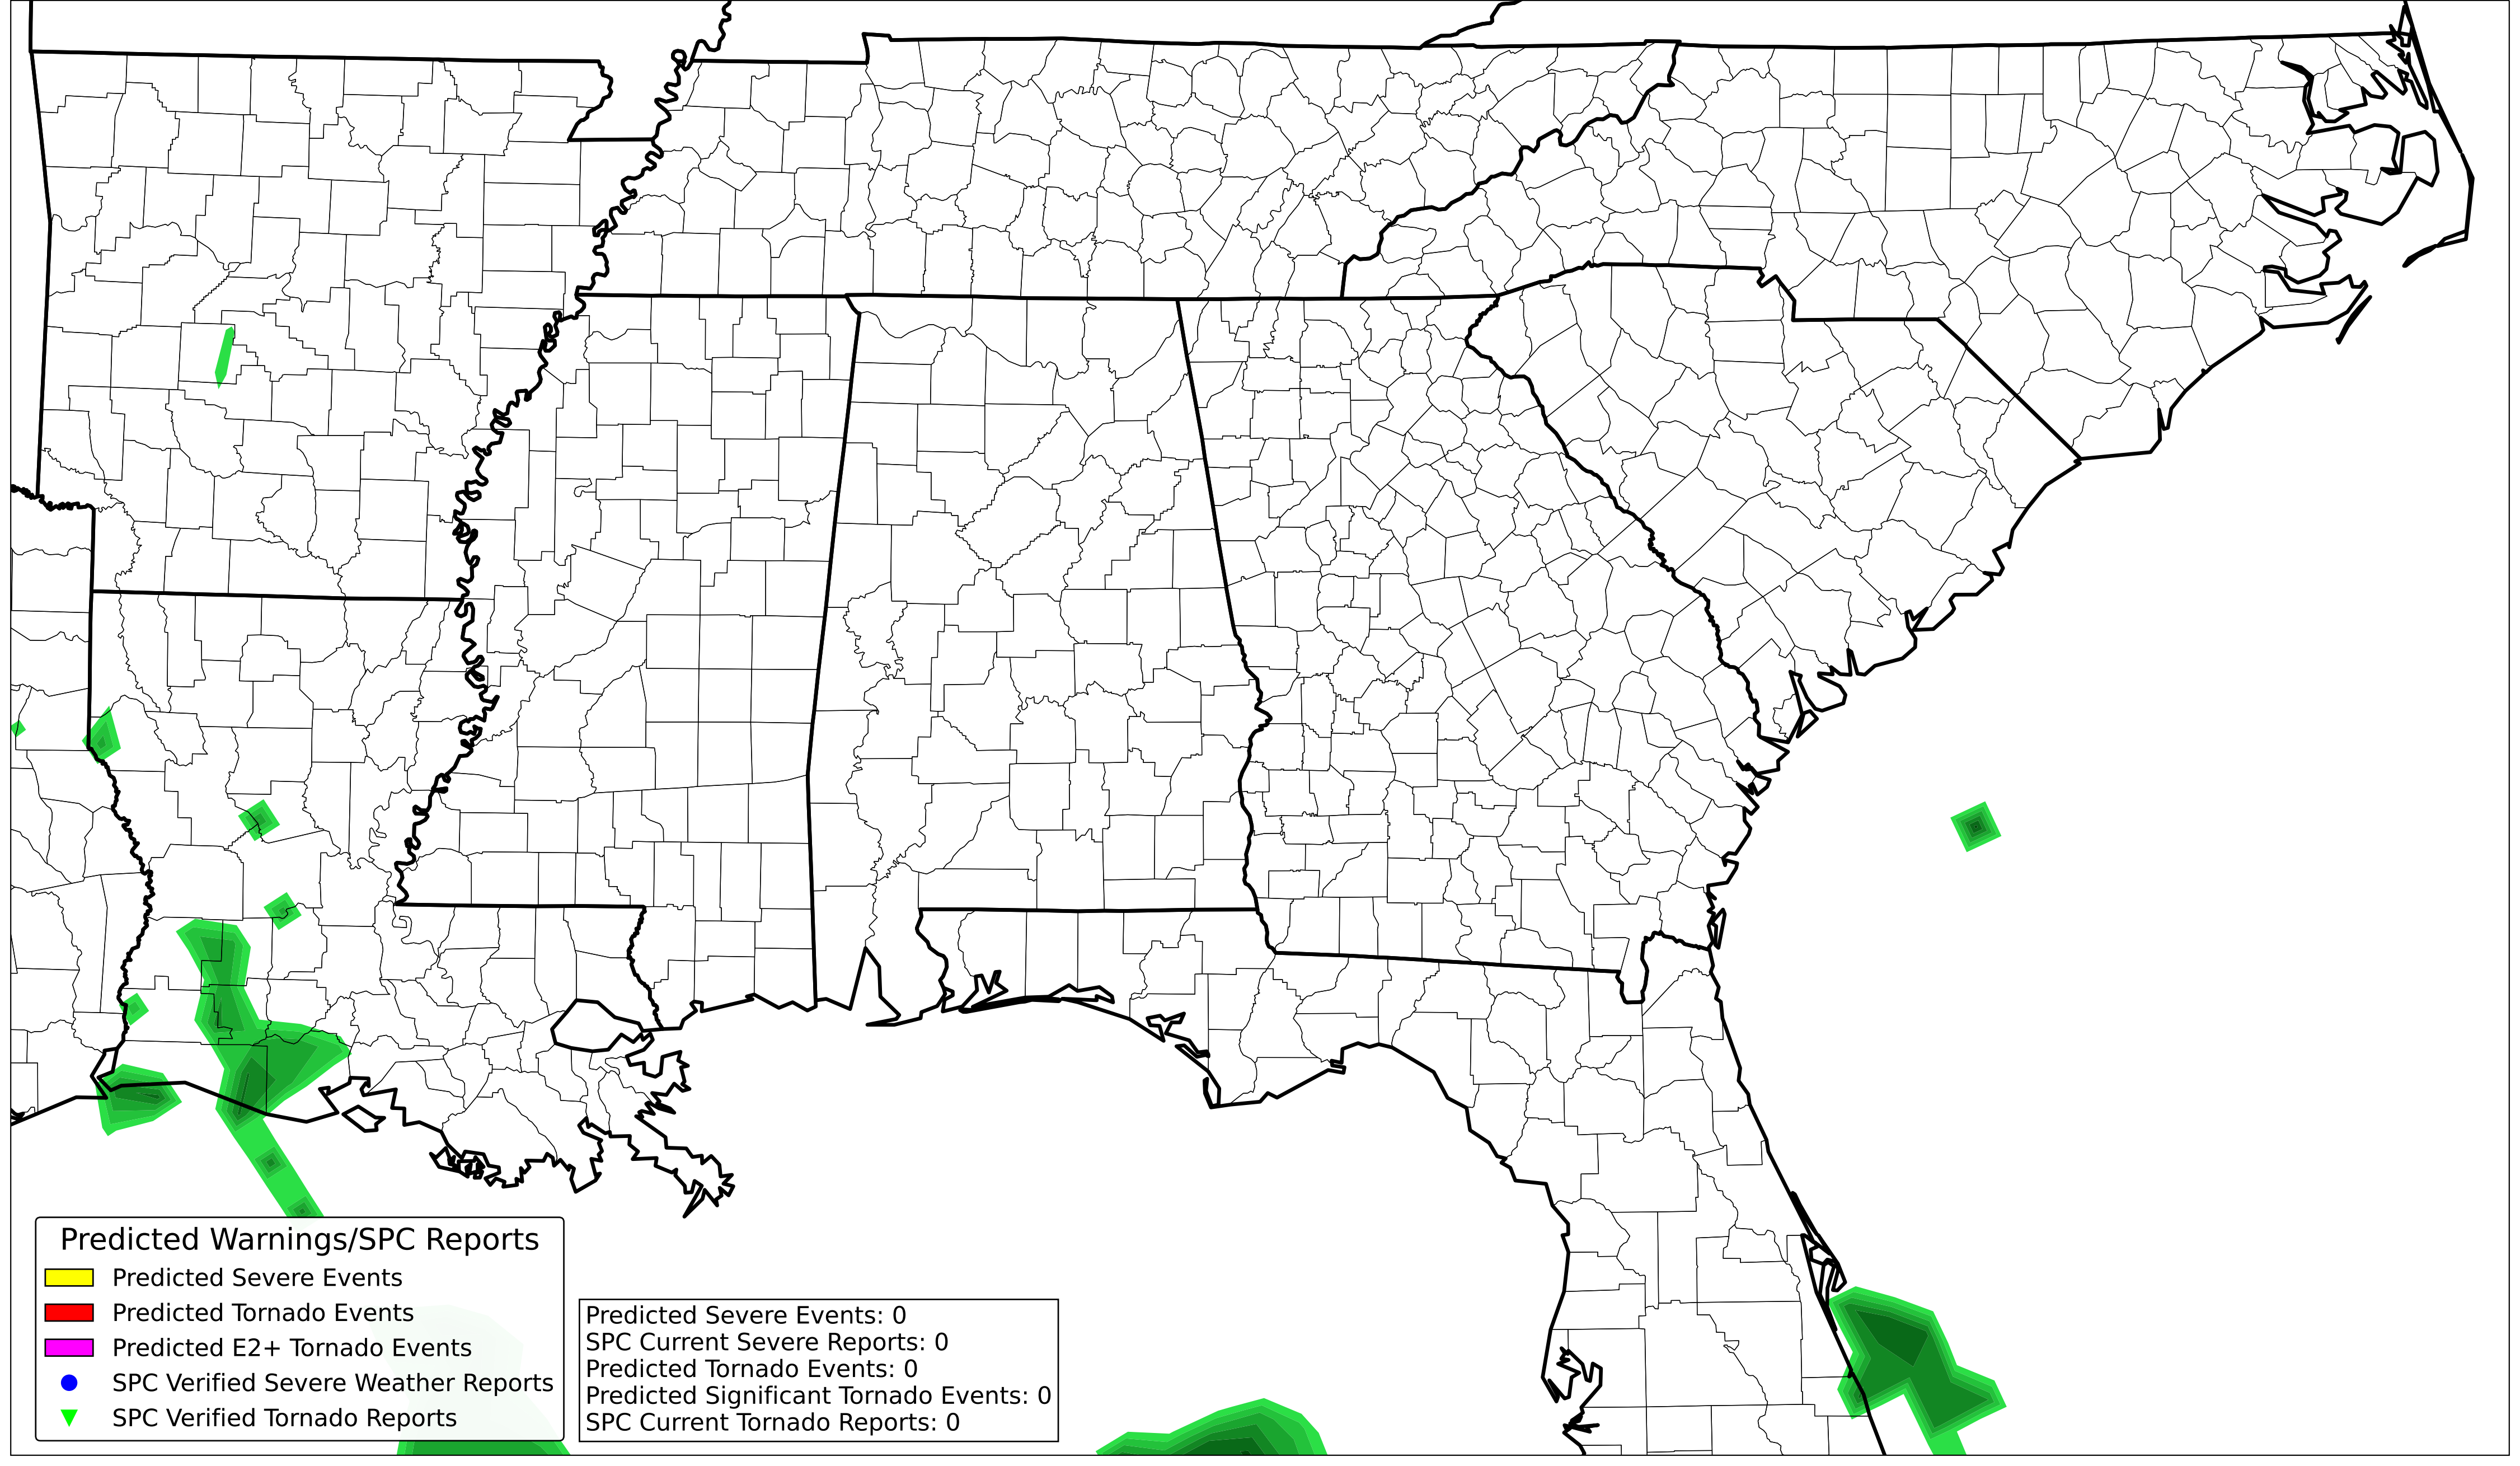 Predicted Warnings/SPC Reports
Predicted Severe Events
Predicted Tornado Events
Predicted E2+ Tornado Events
SPC Verified Severe Weather Reports
SPC Verified Tornado Reports
Predicted Severe Events: 0
SPC Current Severe Reports: 0
Predicted Tornado Events: 0
Predicted Significant Tornado Events: 0
SPC Current Tornado Reports: 0